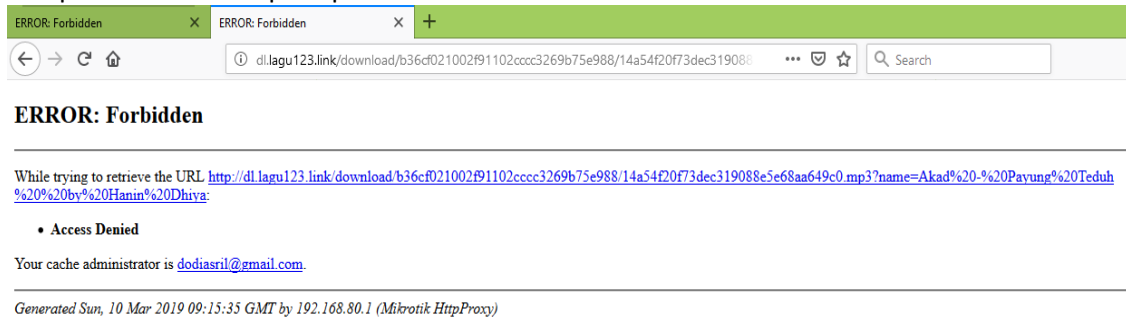 ERROR: Forbidden
ERROR: Forbidden
dl.lagu123.link/download/b36cf021002f91102cccc3269b75e988/14a54f20f73dec319088
Search
ERROR: Forbidden
While trying to retrieve the URL http://dl.lagu123.link/download/b36cf021002f91102cccc3269b75e988/14a54f20f73dec319088e5e68aa649c0.mp3?name=Akad%20-%20Payung%20Teduh
%20%20by%20Hanin%20Dhiya:
• Access Denied
Your cache administrator is dodiasril@gmail.com.
Generated Sun, 10 Mar 2019 09:15:35 GMT by 192.168.80.1 (Mikrotik HttpProxy)